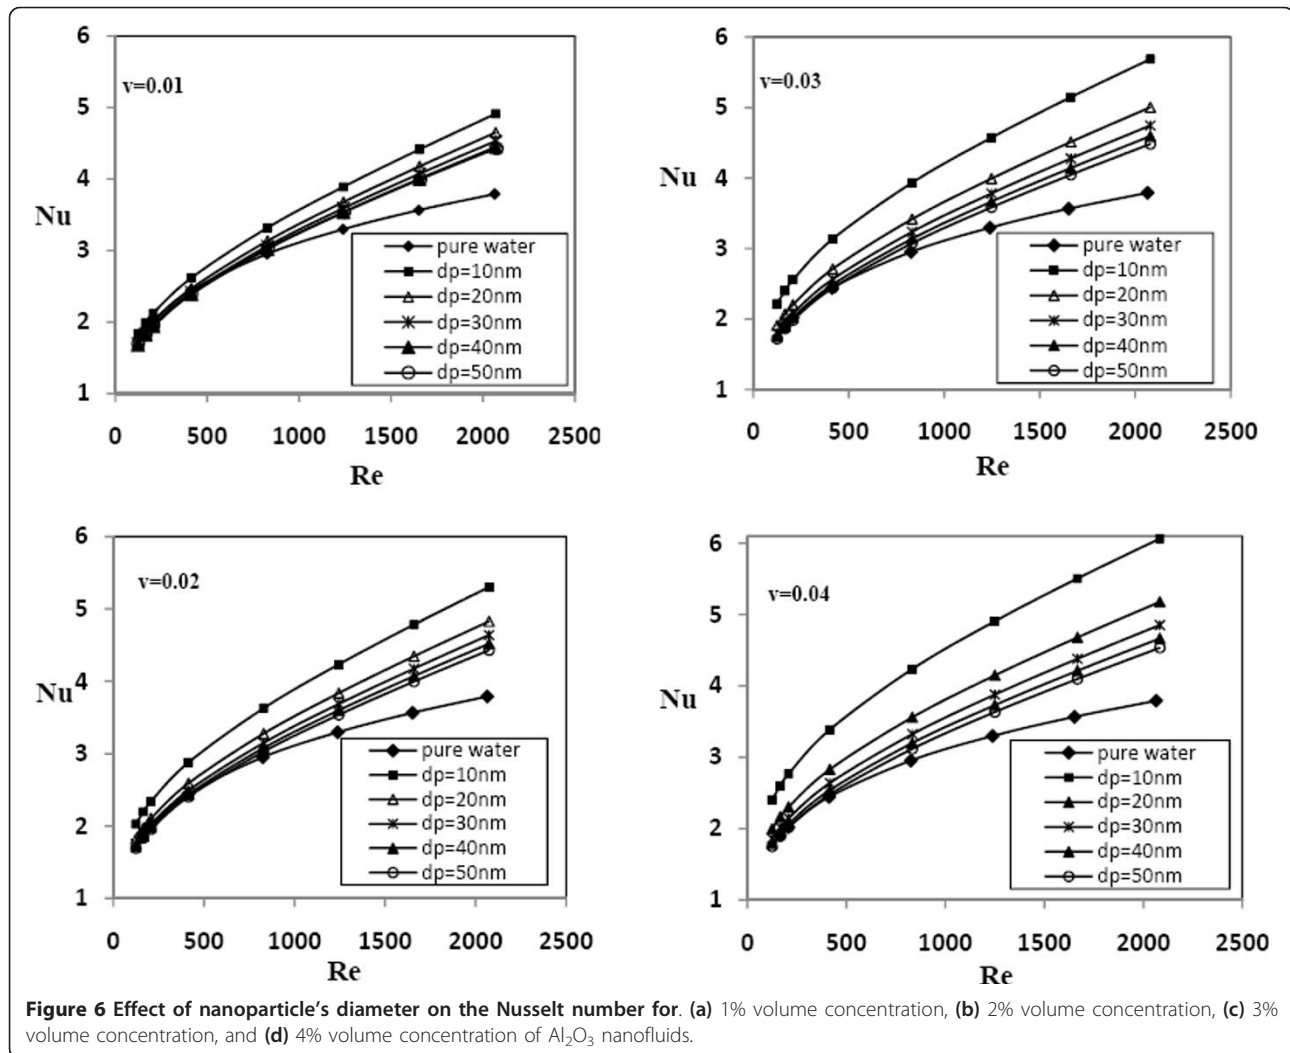 6
5
4
3
2
1
v=0.01
Nu
pure water
dp=10nm
dp=20nm
dp=30nm
dp=40nm
dp=50nm
0 500 1000 1500 2000 2500
Re
6
5
4
3
2
1
v=0.03
Nu
pure water
dp=10nm
dp=20nm
dp=30nm
dp=40nm
dp=50nm
0 500 1000 1500 2000 2500
Re
6
5
4
3
2
1
v=0.02
Nu
pure water
dp=10nm
dp=20nm
dp=30nm
dp=40nm
dp=50nm
0 500 1000 1500 2000 2500
Re
6
5
4
3
2
1
v=0.04
Nu
pure water
dp=10nm
dp=20nm
dp=30nm
dp=40nm
dp=50nm
0 500 1000 1500 2000 2500
Re
Figure 6 Effect of nanoparticle's diameter on the Nusselt number for. (a) 1% volume concentration, (b) 2% volume concentration, (c) 3%
volume concentration, and (d) 4% volume concentration of Al₂O₃ nanofluids.